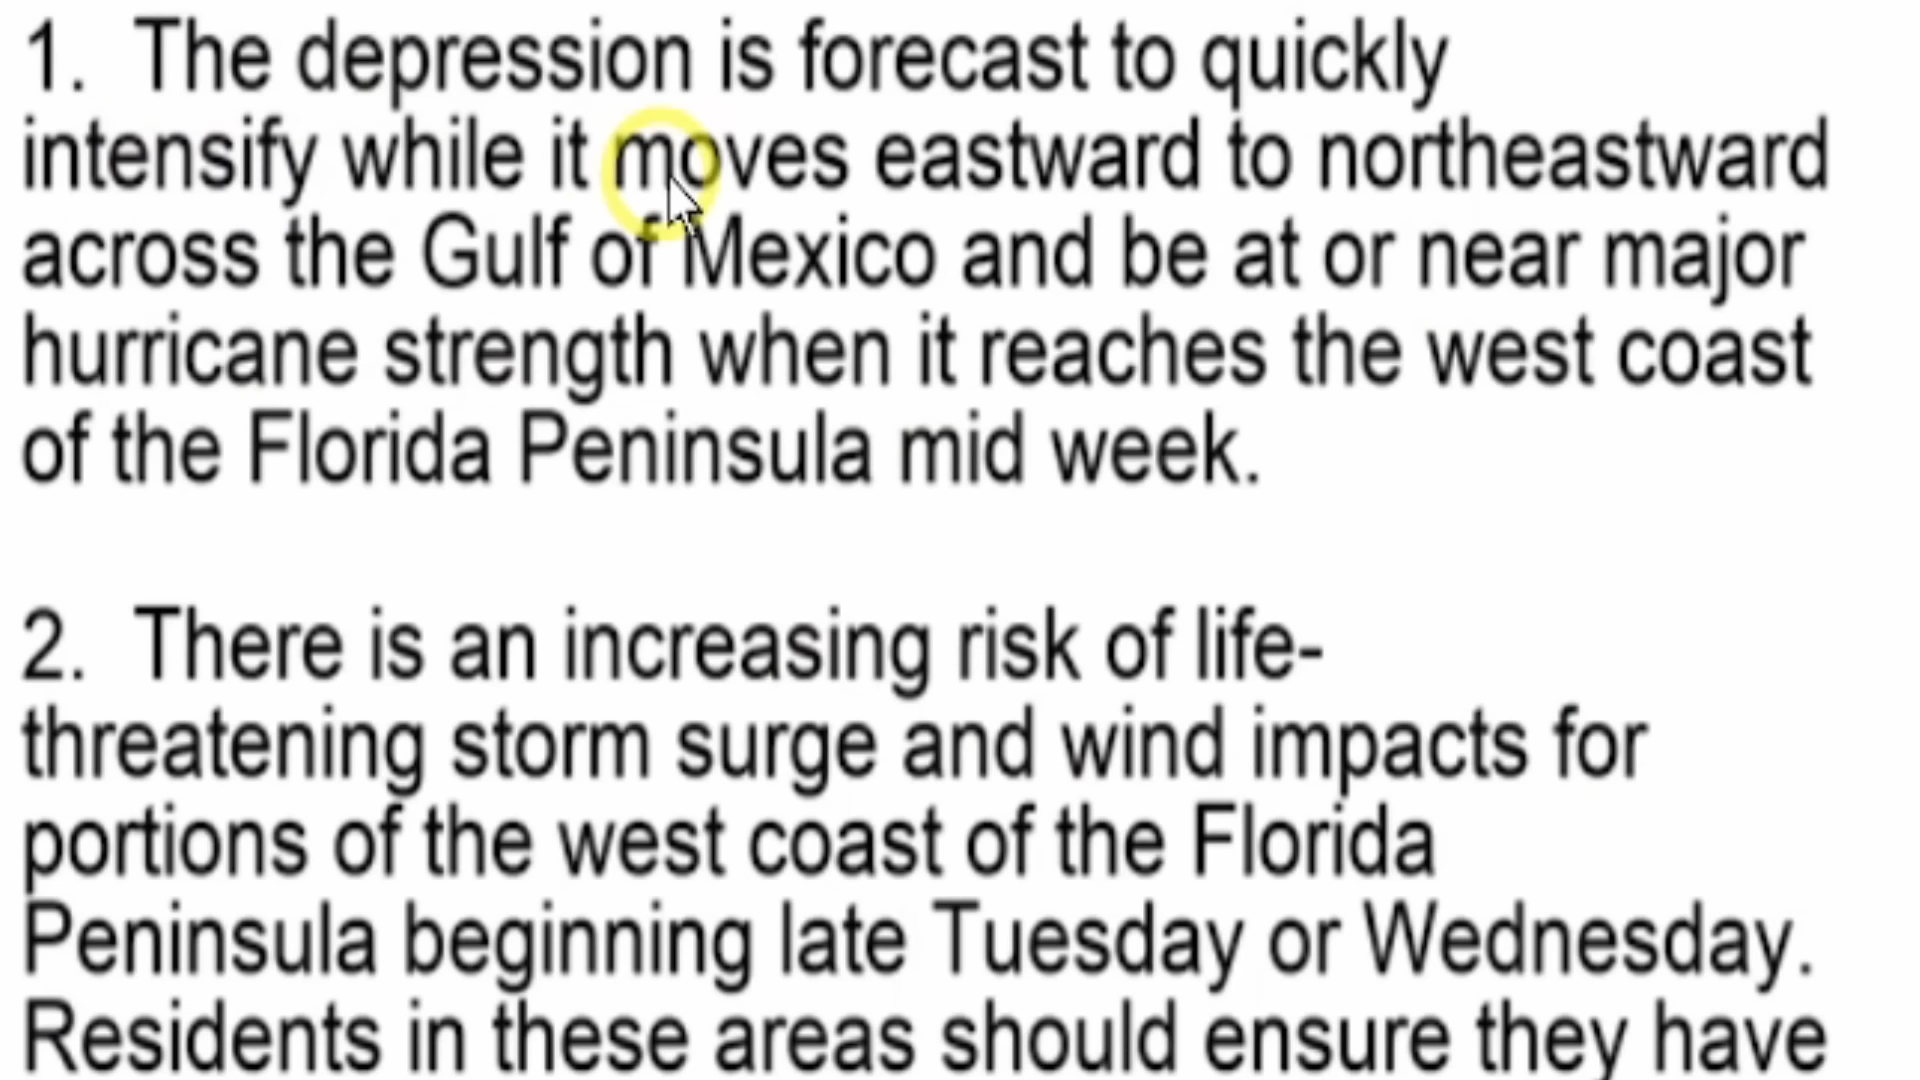 1. The depression is forecast to quickly
intensify while it moves eastward to northeastward
across the Gulf of Mexico and be at or near major
hurricane strength when it reaches the west coast
of the Florida Peninsula mid week.
2. There is an increasing risk of life-
threatening storm surge and wind impacts for
portions of the west coast of the Florida
Peninsula beginning late Tuesday or Wednesday.
Residents in these areas should ensure they have